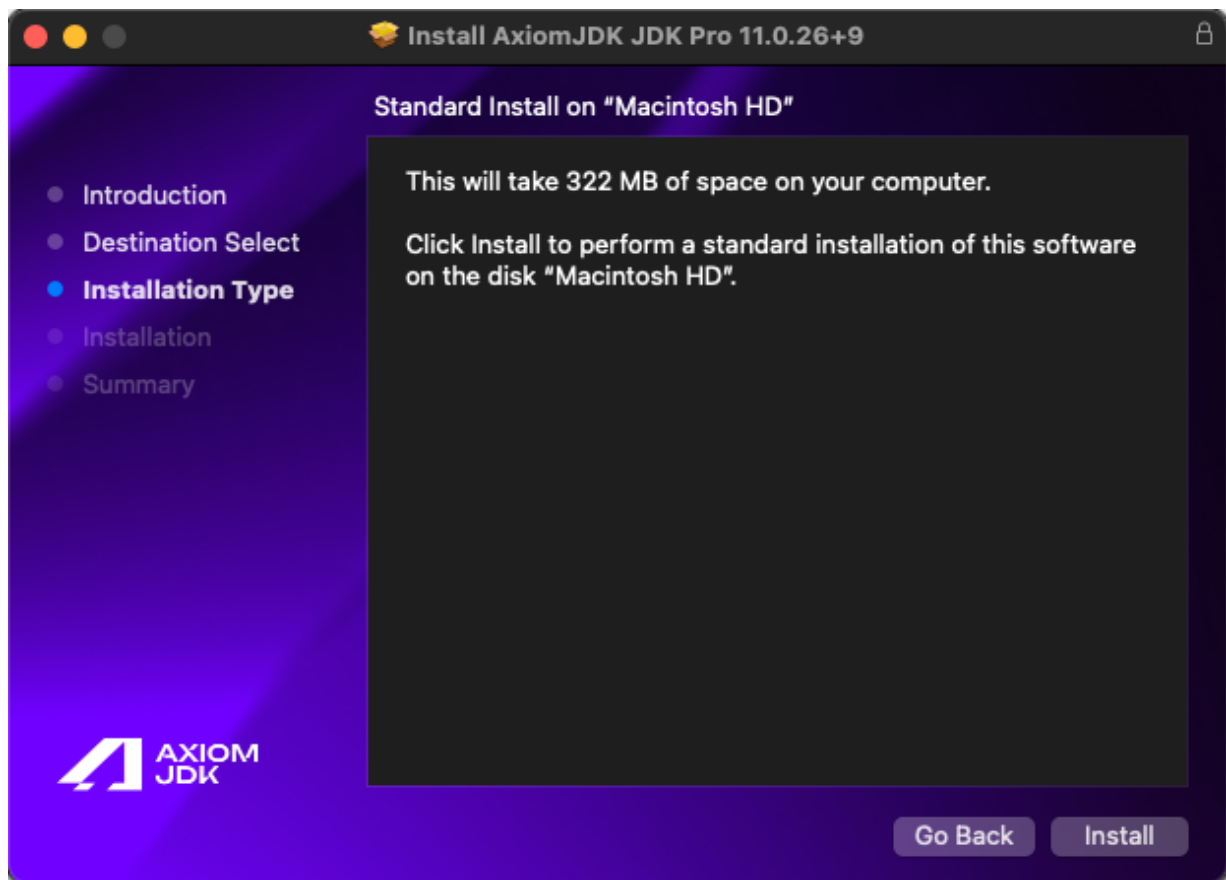 Install AxiomJDK JDK Pro 11.0.26+9
Standard Install on “Macintosh HD”
Introduction
Destination Select
Installation Type
Installation
Summary
This will take 322 MB of space on your computer.
Click Install to perform a standard installation of this software
on the disk “Macintosh HD”.
AXIOM
JDK
Go Back
Install